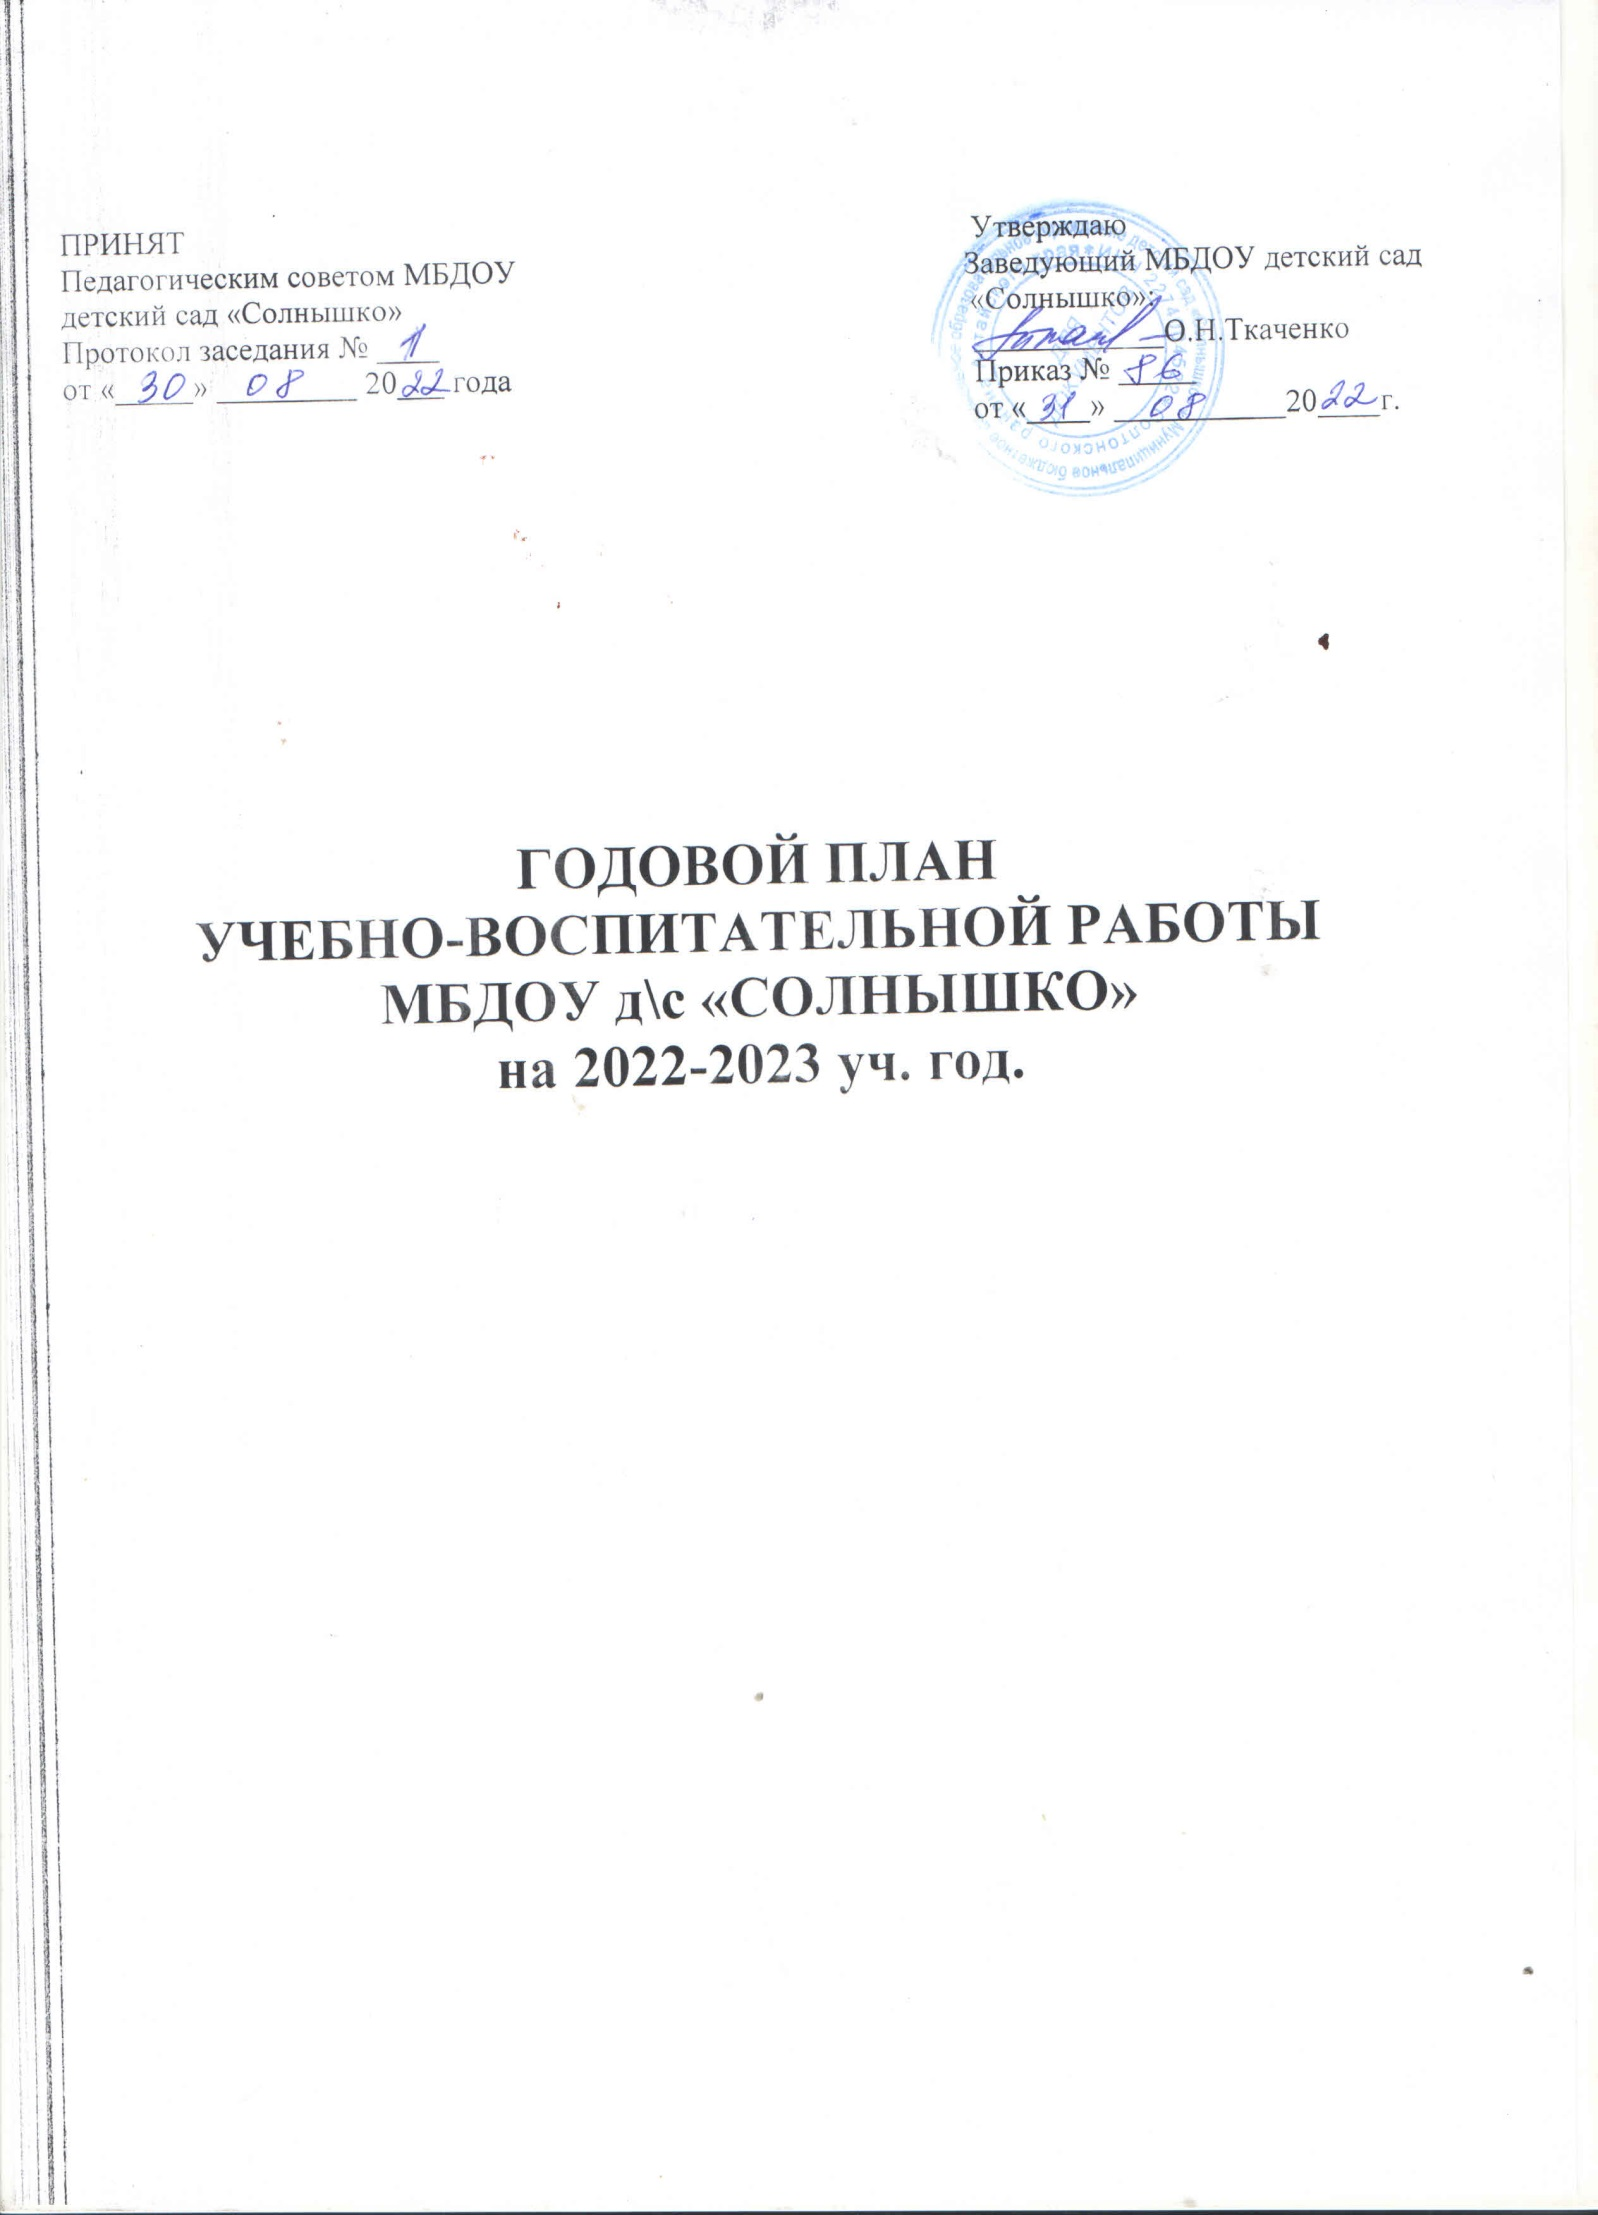 ПРИНЯТ
Педагогическим советом МБДОУ
детский сад «Солнышко»
Протокол заседания № 1
от «30» 08 2022 года
Утверждаю
Заведующий МБДОУ детский сад
«Солнышко»:
О.Н.Ткаченко
Приказ № 86
от «31» 08 2022 г.
ГОДОВОЙ ПЛАН
УЧЕБНО-ВОСПИТАТЕЛЬНОЙ РАБОТЫ
МБДОУ д\с «СОЛНЫШКО»
на 2022-2023 уч. год.